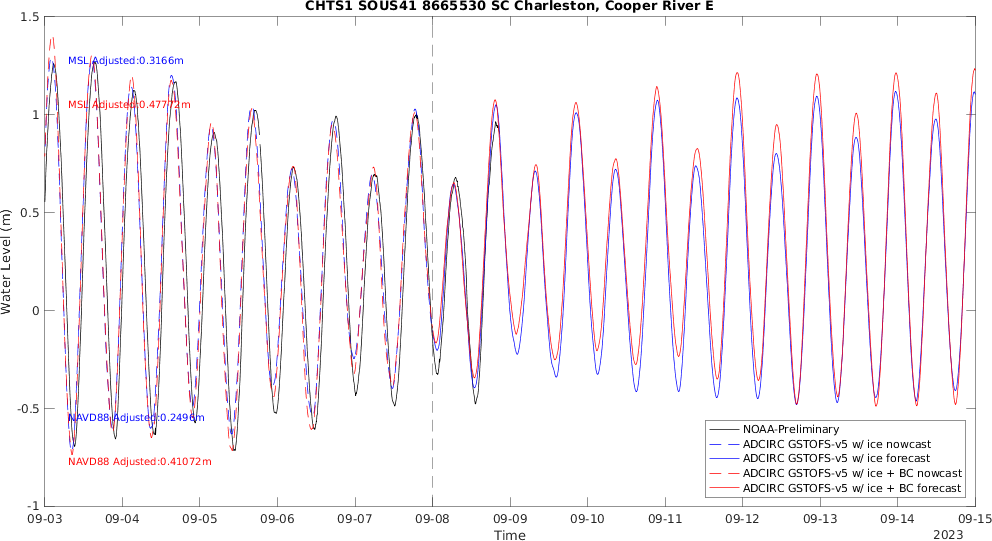 CHTS1 SOUS41 8665530 SC Charleston, Cooper River E
1.5
1
0.5
0
-0.5
-1
Water Level (m)
MSL Adjusted:0.3166m
MSL Adjusted:0.47772m
NAVD88 Adjusted:0.2496m
NAVD88 Adjusted:0.41072m
NOAA-Preliminary
ADCIRC GSTOFS-v5 w/ ice nowcast
ADCIRC GSTOFS-v5 w/ ice forecast
ADCIRC GSTOFS-v5 w/ ice + BC nowcast
ADCIRC GSTOFS-v5 w/ ice + BC forecast
09-03 09-04 09-05 09-06 09-07 09-08 09-09 09-10 09-11 09-12 09-13 09-14 09-15
Time
2023